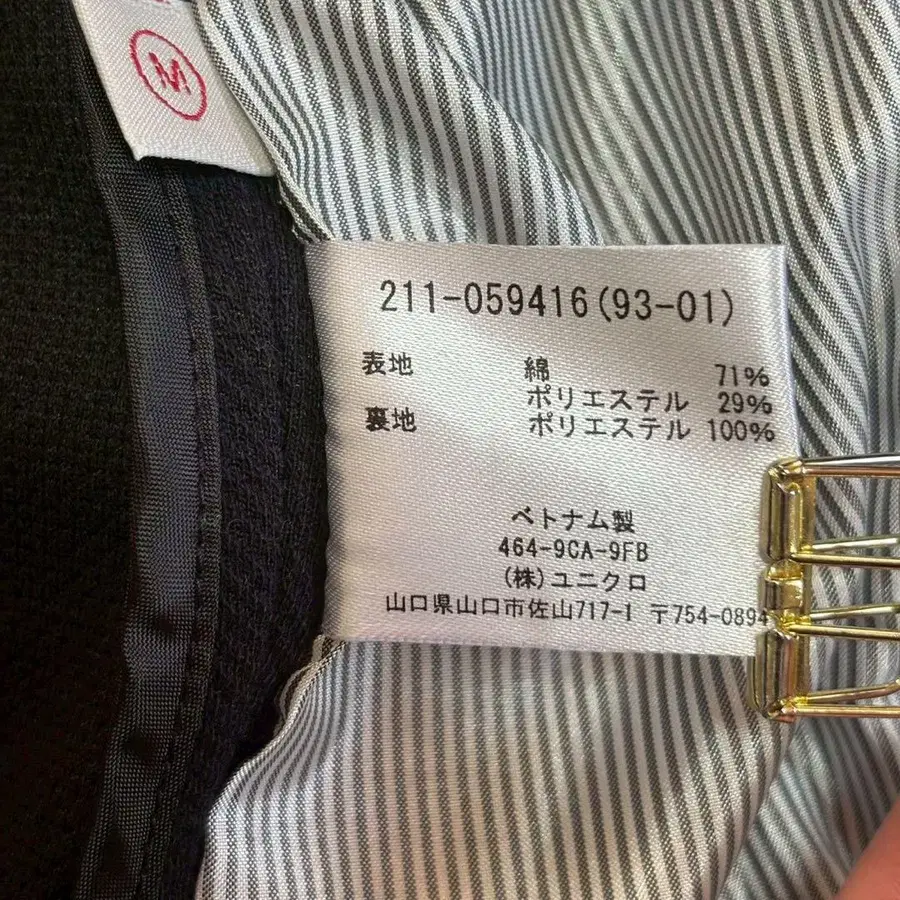 M
211-059416(93-01)
表地 綿 71%
ポリエステル 29%
裏地 ポリエステル 100%
ベトナム製
464-9CA-9FB
(株)ユニクロ
山口県山口市佐山717-1 〒754-0894